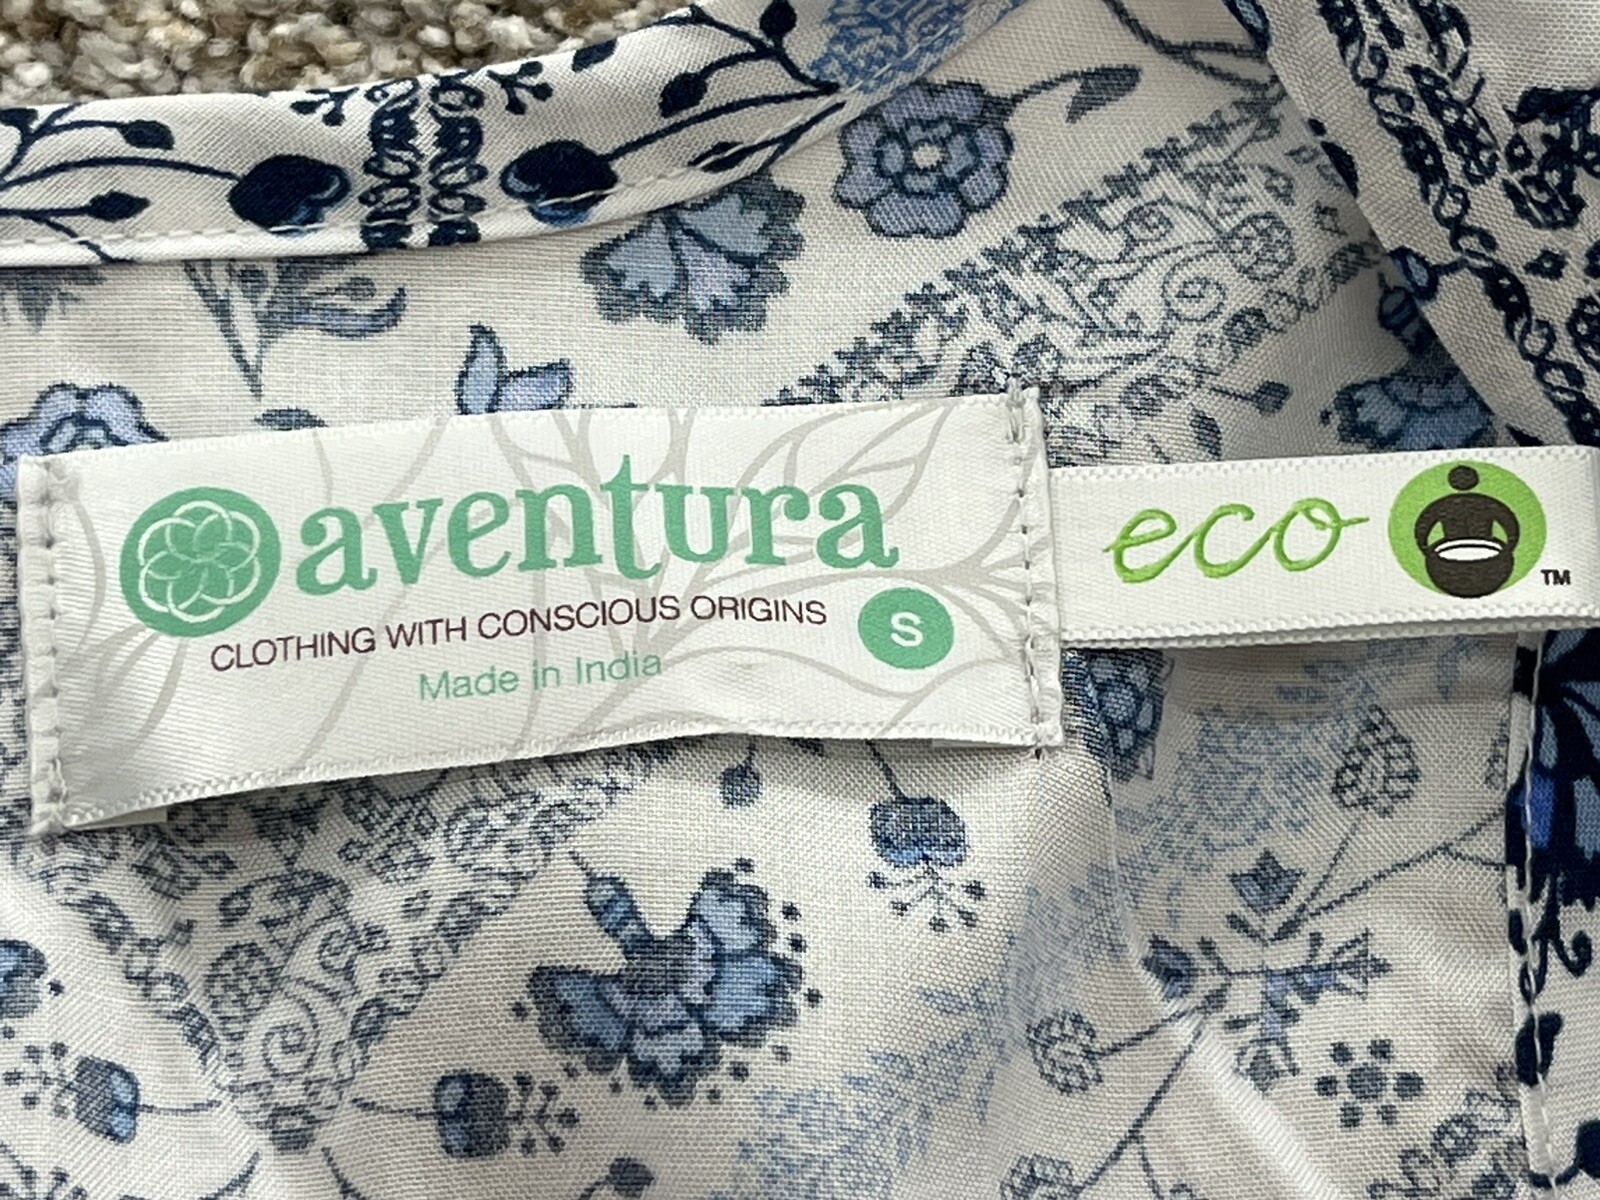 aventura
CLOTHING WITH CONSCIOUS ORIGINS
S
Made in India
eco
TM